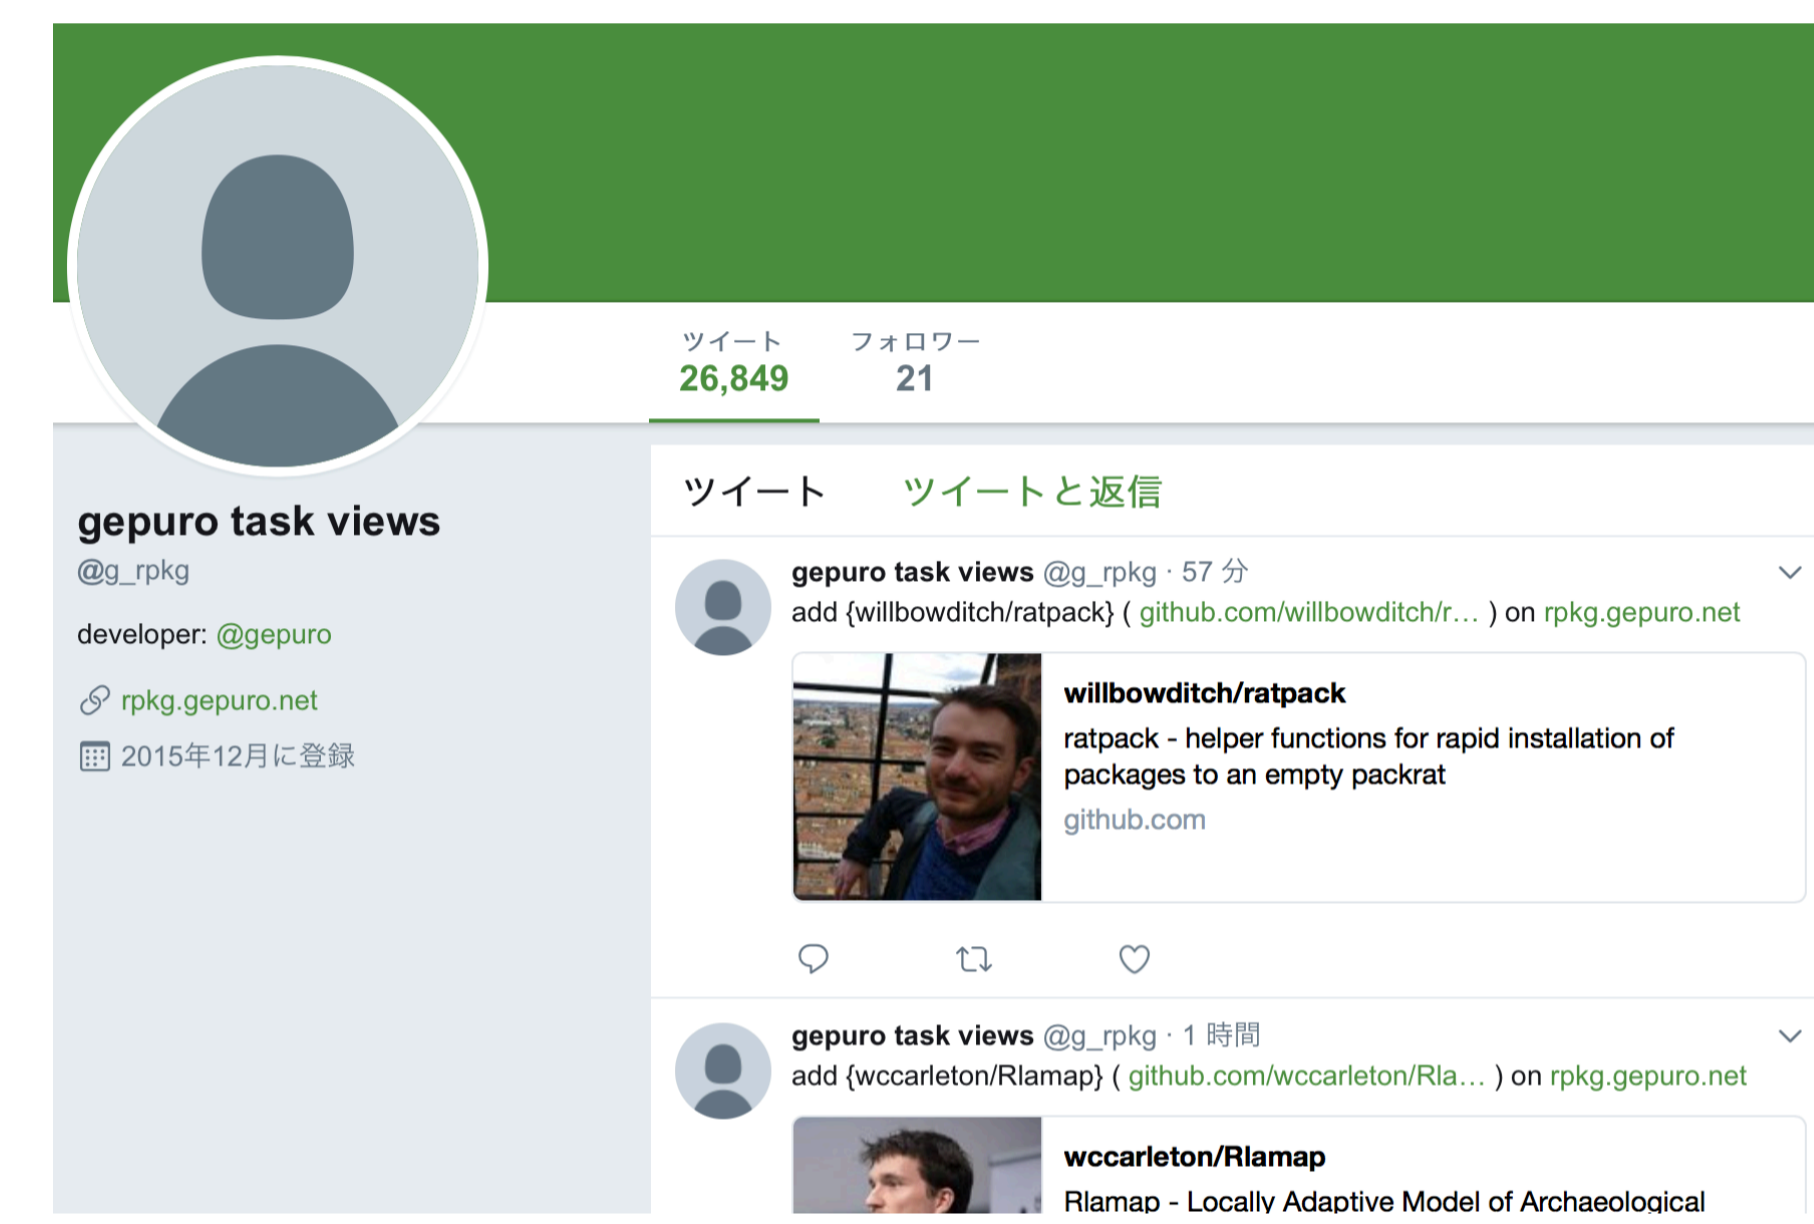 ツイート フォロワー
26,849 21
gepuro task views
@g_rpkg
developer: @gepuro
rpkg.gepuro.net
2015年12月に登録
ツイート ツイートと返信
gepuro task views @g_rpkg · 57 分
add {willbowditch/ratpack} ( github.com/willbowditch/r… ) on rpkg.gepuro.net
willbowditch/ratpack
ratpack - helper functions for rapid installation of
packages to an empty packrat
github.com
gepuro task views @g_rpkg · 1 時間
add {wccarleton/Rlamap} ( github.com/wccarleton/Rla… ) on rpkg.gepuro.net
wccarleton/Rlamap
Rlamap - Locally Adaptive Model of Archaeological